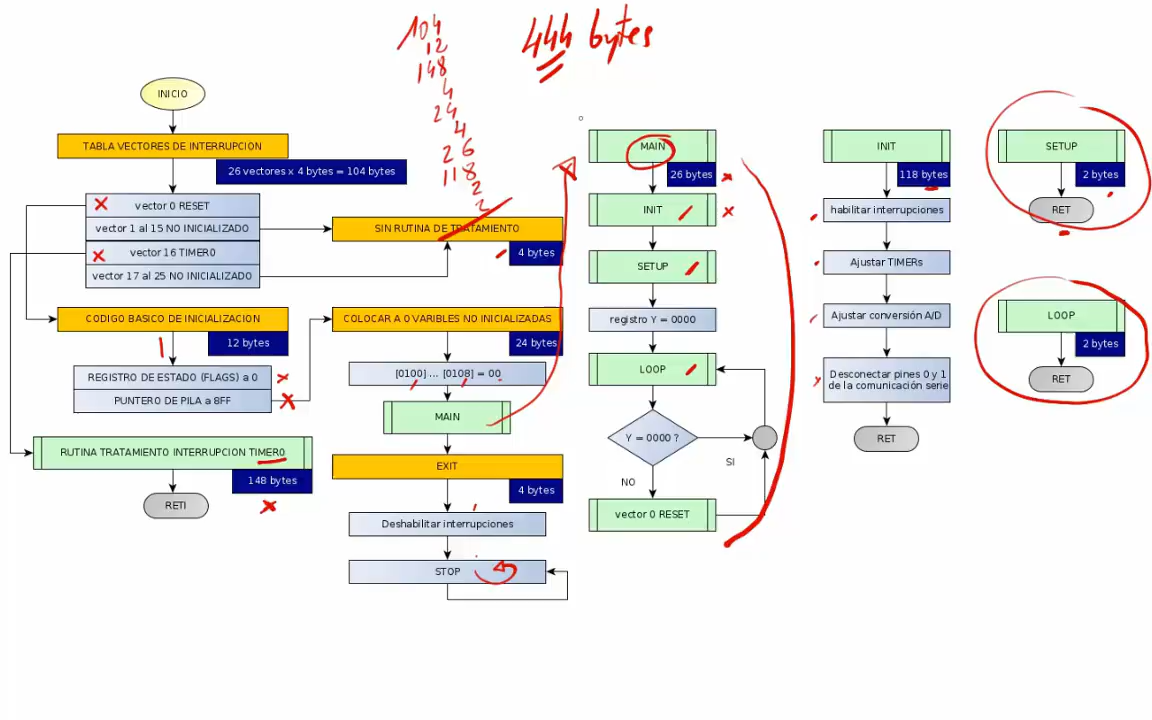 104
12
148
4
24
4
26
118
2
2
444 bytes
INICIO
TABLA VECTORES DE INTERRUPCION
26 vectores x 4 bytes = 104 bytes
vector 0 RESET
vector 1 al 15 NO INICIALIZADO
vector 16 TIMER0
vector 17 al 25 NO INICIALIZADO
SIN RUTINA DE TRATAMIENTO
4 bytes
CODIGO BASICO DE INICIALIZACION
12 bytes
REGISTRO DE ESTADO (FLAGS) a 0
PUNTERO DE PILA a 8FF
RUTINA TRATAMIENTO INTERRUPCION TIMER0
148 bytes
RETI
COLOCAR A 0 VARIBLES NO INICIALIZADAS
24 bytes
[0100] ... [0108] = 00
MAIN
EXIT
4 bytes
Deshabilitar interrupciones
STOP
MAIN
26 bytes
INIT
SETUP
registro Y = 0000
LOOP
Y = 0000 ?
SI
NO
vector 0 RESET
INIT
118 bytes
habilitar interrupciones
Ajustar TIMERs
Ajustar conversión A/D
Desconectar pines 0 y 1
de la comunicación serie
RET
SETUP
2 bytes
RET
LOOP
2 bytes
RET